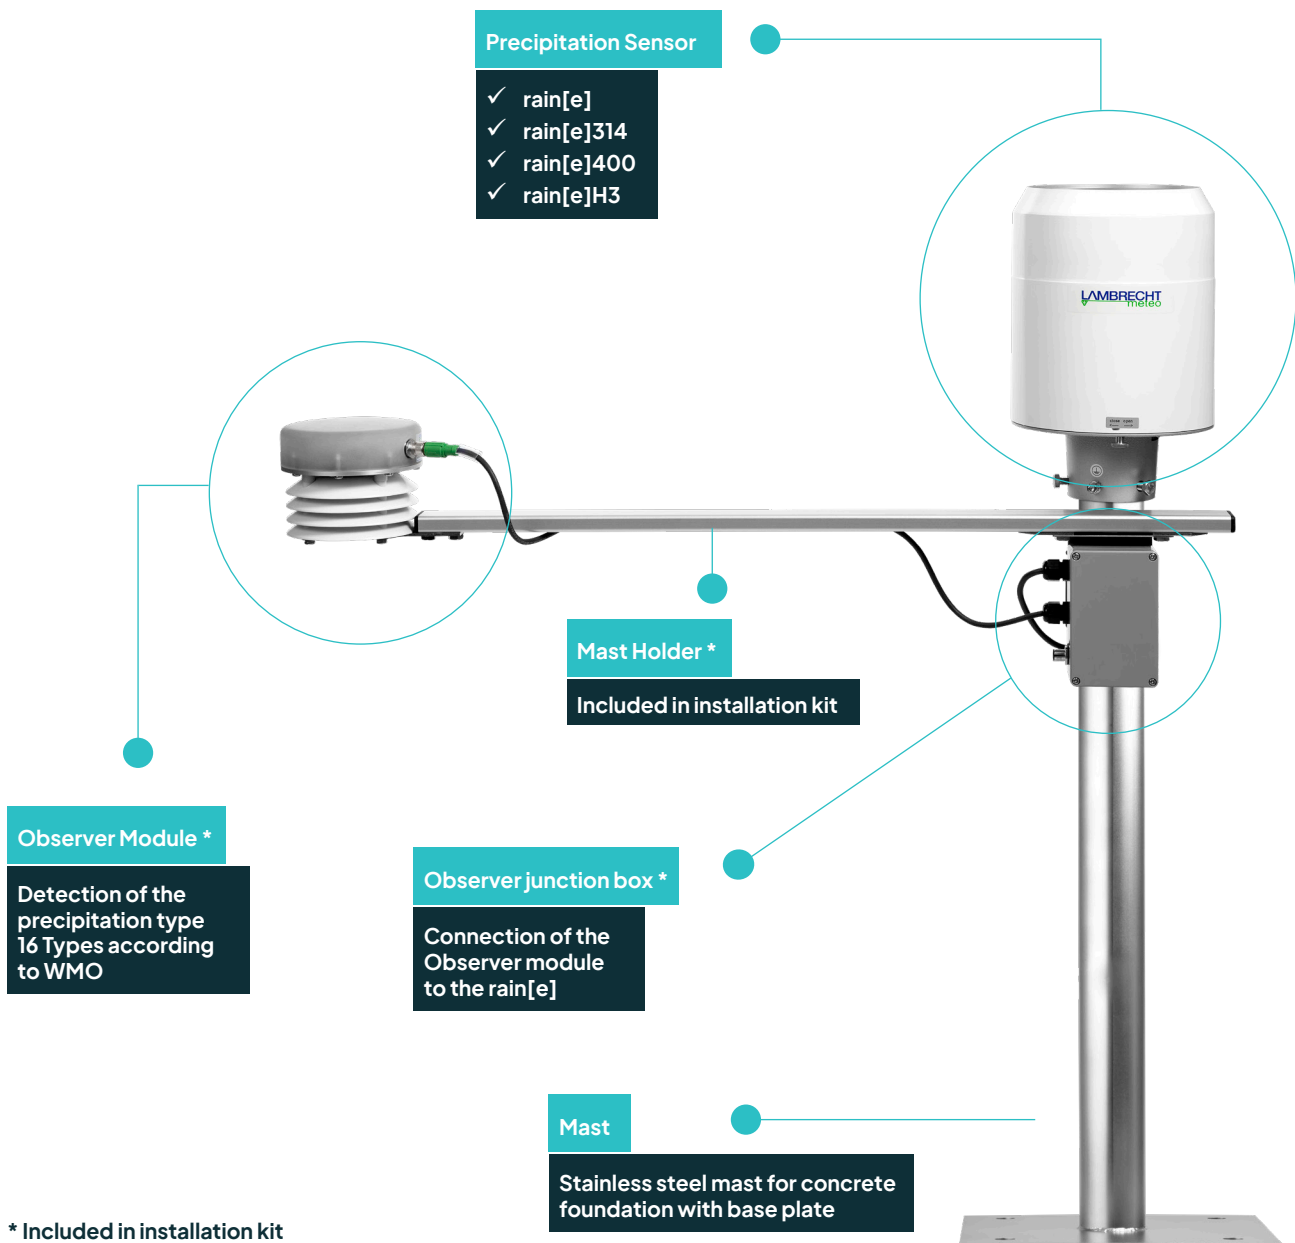 Precipitation Sensor
✓ rain[e]
✓ rain[e]314
✓ rain[e]400
✓ rain[e]H3
LAMBRECHT
meteo
Mast Holder *
Included in installation kit
Observer Module *
Detection of the
precipitation type
16 Types according
to WMO
Observer junction box *
Connection of the
Observer module
to the rain[e]
Mast
Stainless steel mast for concrete
foundation with base plate
* Included in installation kit